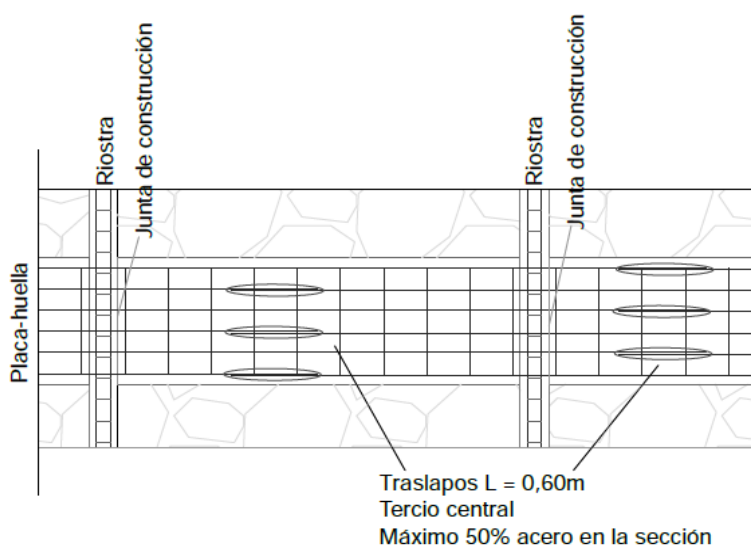 Riostra
Junta de construcción
Riostra
Junta de construcción
Placa-huella
Traslapos L = 0,60m
Tercio central
Máximo 50% acero en la sección